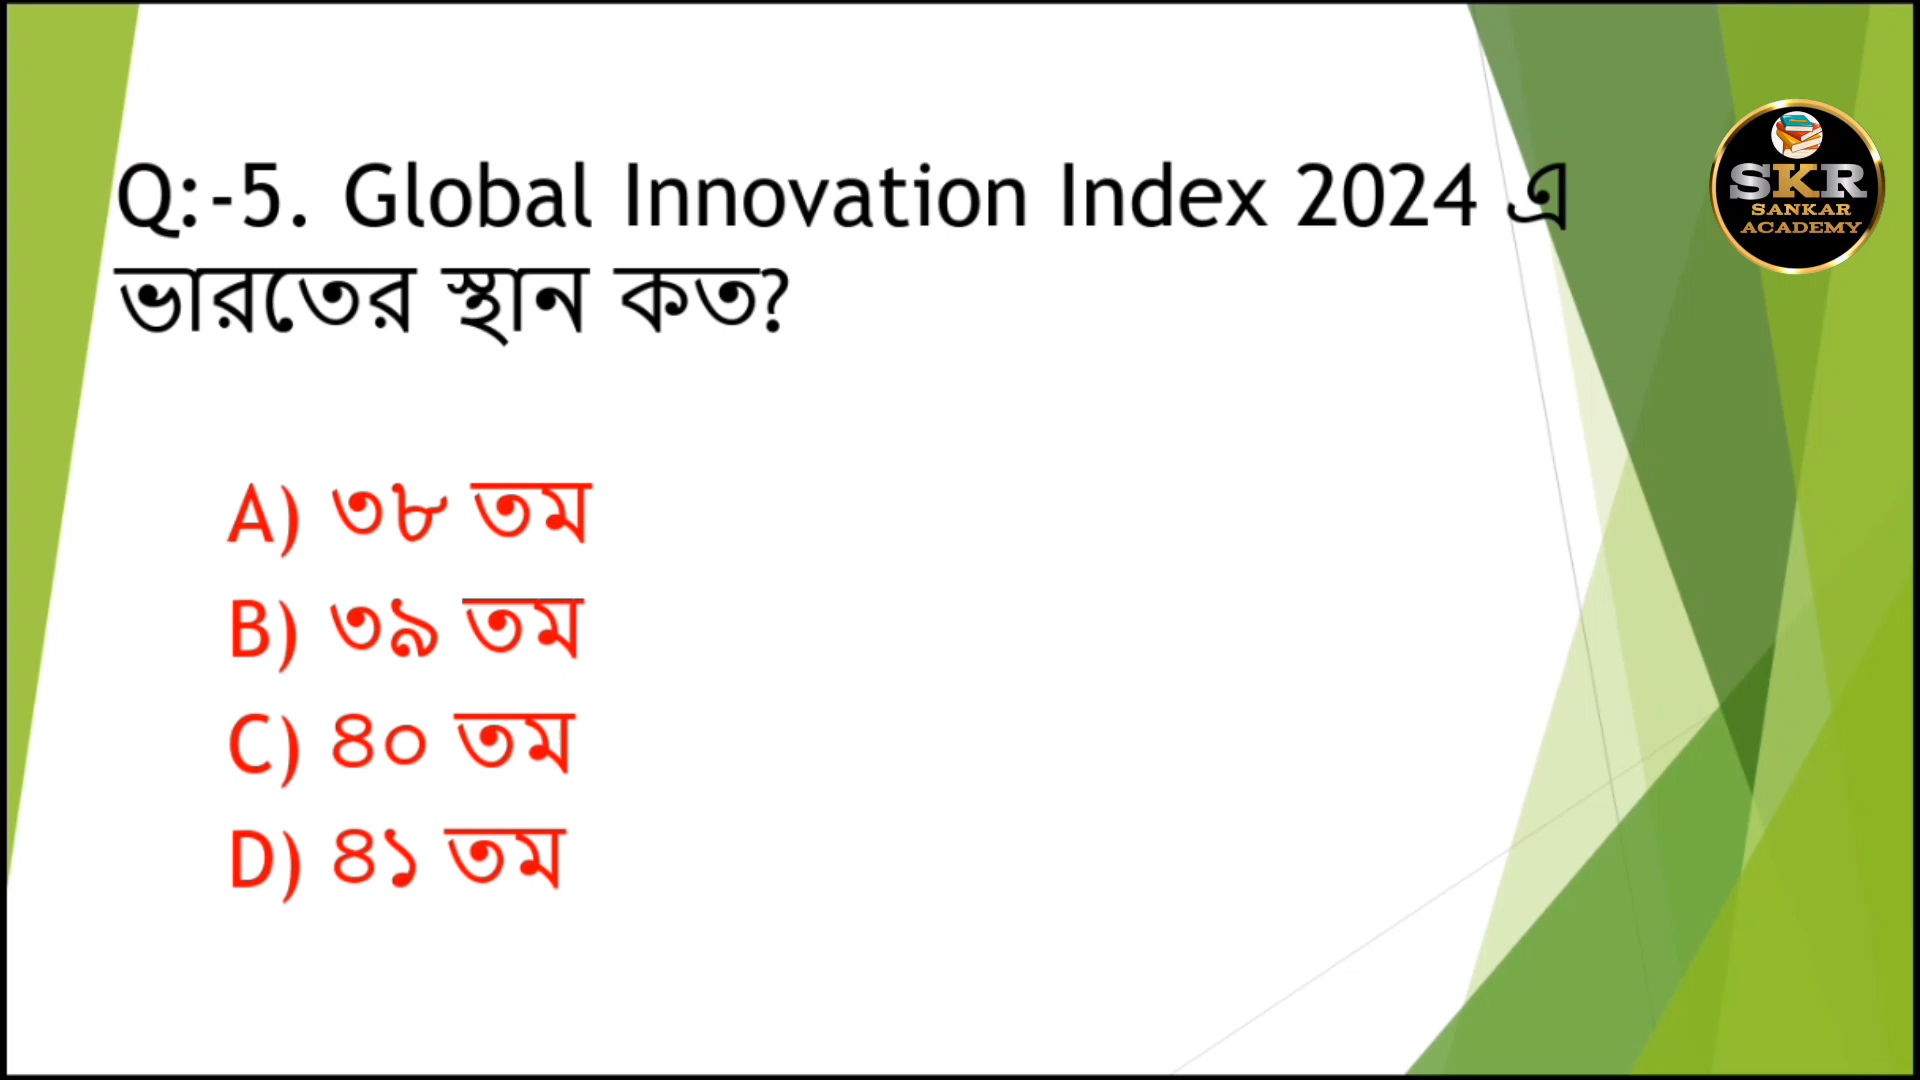 Q:-5. Global Innovation Index 2024 এ
ভারতের স্থান কত?
A) ৩৮ তম
B) ৩৯ তম
C) ৪০ তম
D) ৪১ তম
SKR
SANKAR
ACADEMY